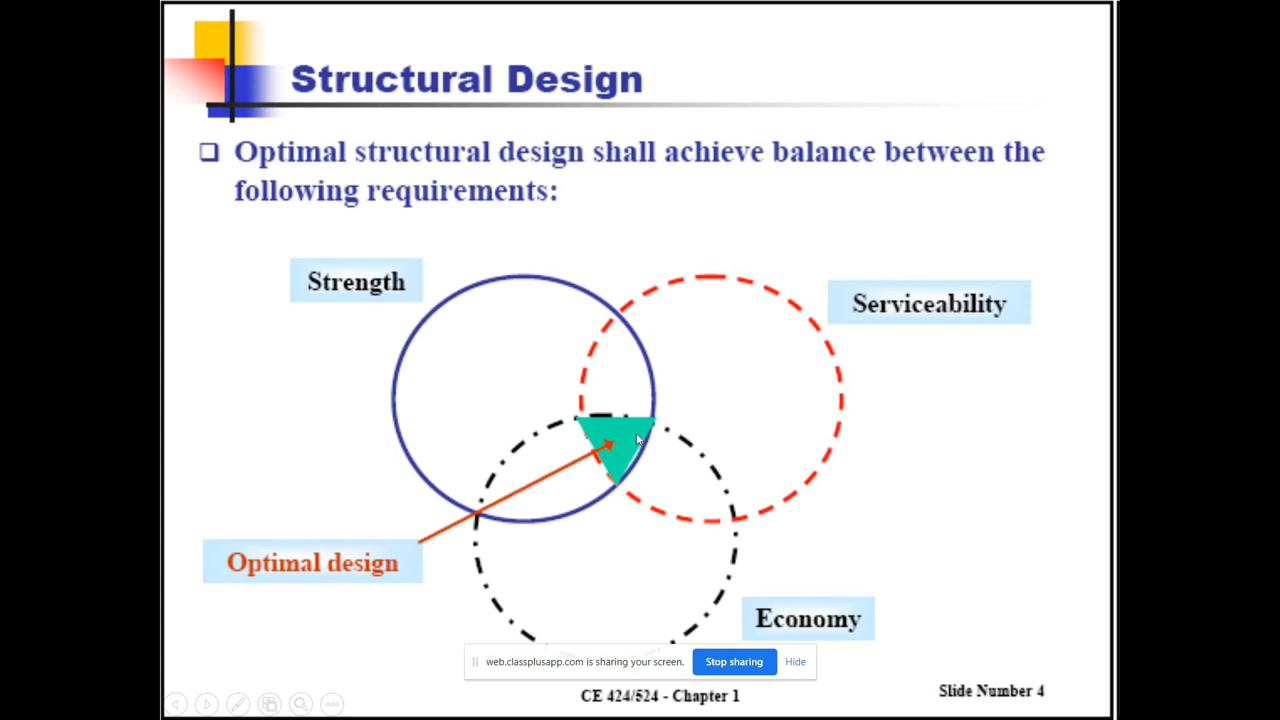 Structural Design
Optimal structural design shall achieve balance between the
following requirements:
Strength
Serviceability
Optimal design
Economy
web.classplusapp.com is sharing your screen.
Stop sharing
Hide
CE 424/524 - Chapter 1
Slide Number 4